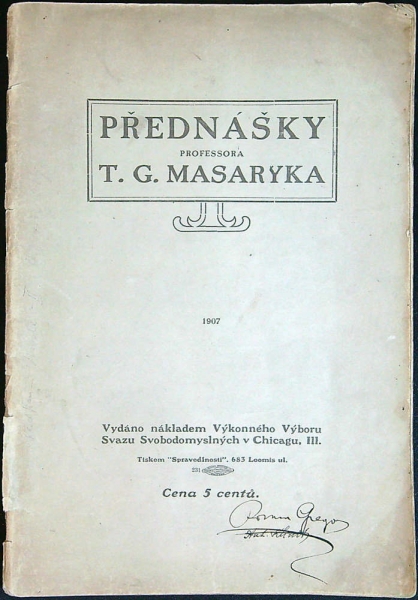 PŘEDNÁŠKY
PROFESSORA
T. G. MASARYKA
1907
Vydáno nákladem Výkonného Výboru
Svazu Svobodomyslných v Chicagu, Ill.
Tiskem "Spravedlnosti", 683 Loomis ul.
Cena 5 centů.